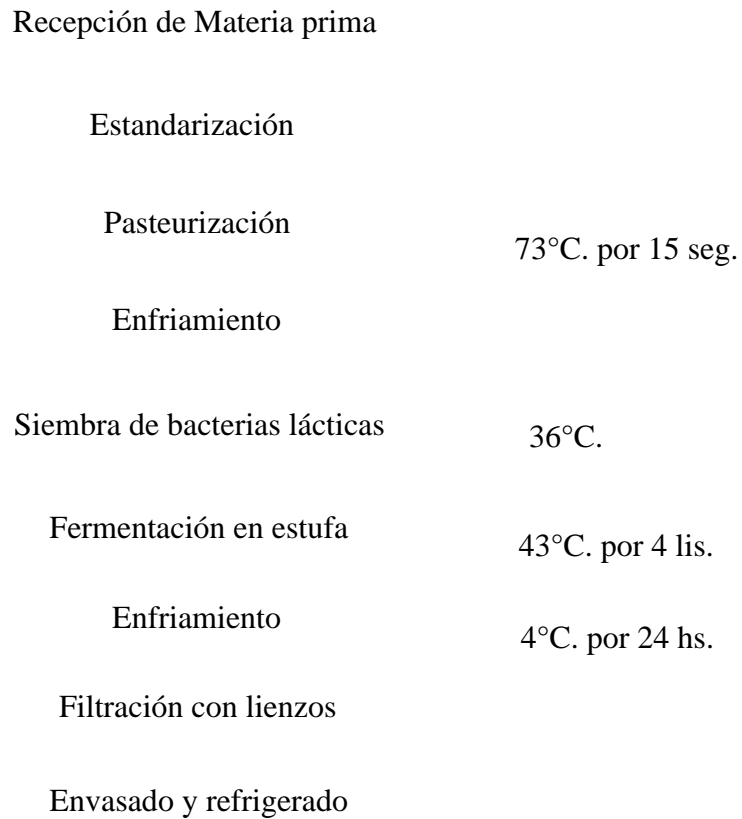 Recepción de Materia prima
Estandarización
Pasteurización
73°C. por 15 seg.
Enfriamiento
Siembra de bacterias lácticas
36°C.
Fermentación en estufa
43°C. por 4 lis.
Enfriamiento
4°C. por 24 hs.
Filtración con lienzos
Envasado y refrigerado